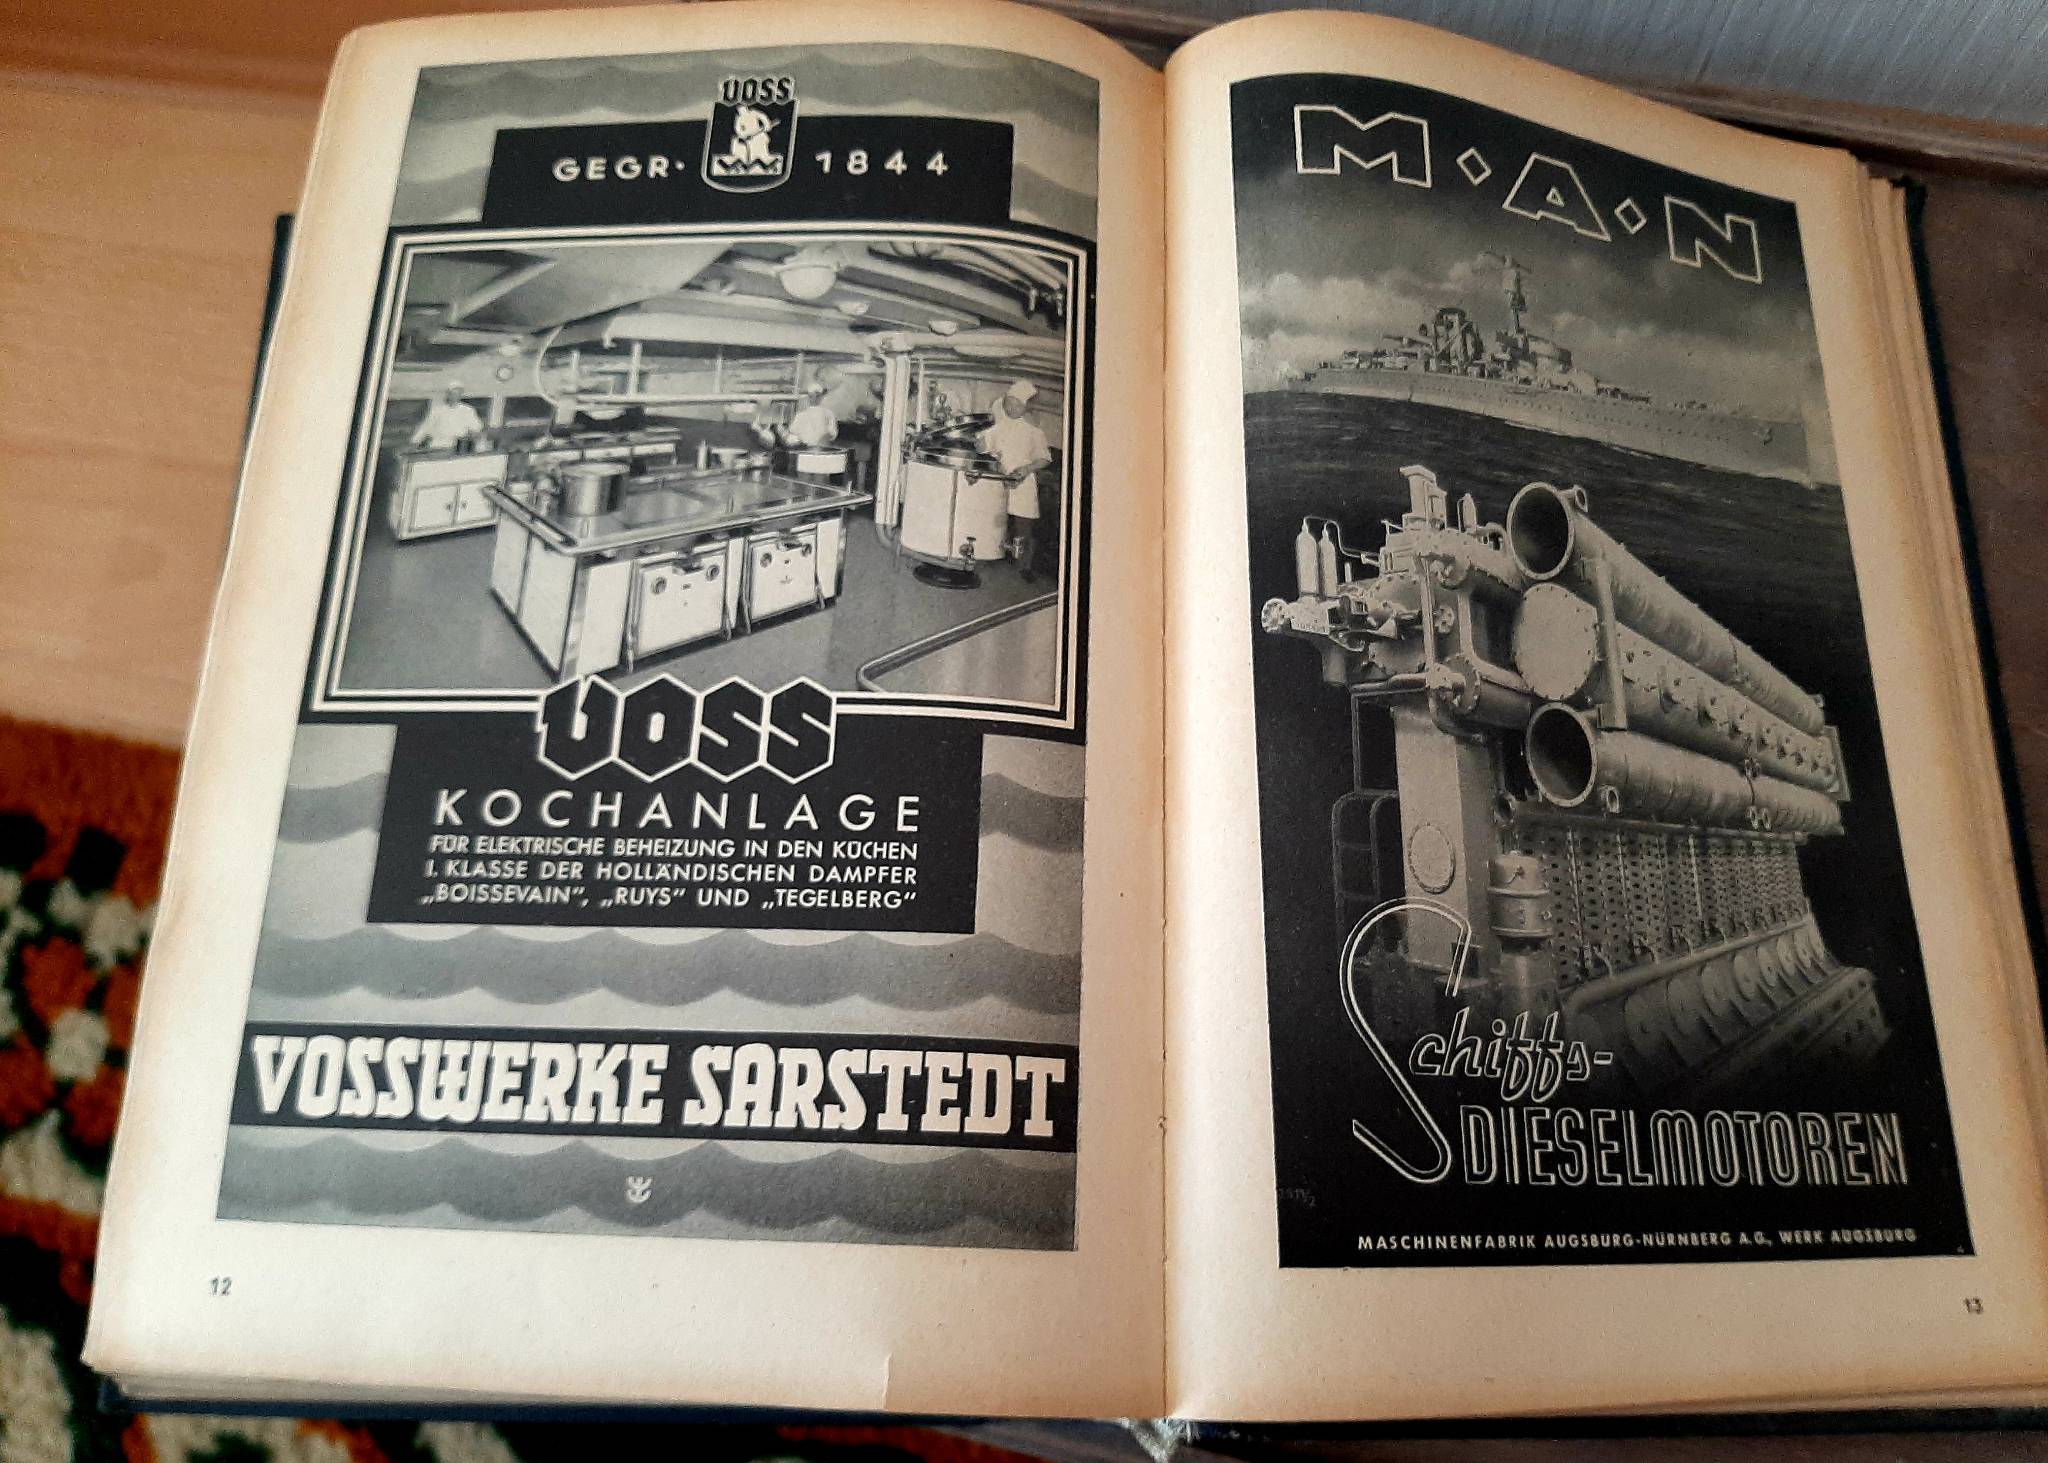 VOSS
GEGR. 1844
VOSS
KOCHANLAGE
FÜR ELEKTRISCHE BEHEIZUNG IN DEN KÜCHEN
I. KLASSE DER HOLLÄNDISCHEN DAMPFER
„BOISSEVAIN”, „RUYS” UND „TEGELBERG”
VOSSWERKE SARSTEDT
12
M·A·N
Schiffs-
DIESELMOTOREN
MASCHINENFABRIK AUGSBURG-NÜRNBERG A.G., WERK AUGSBURG
13